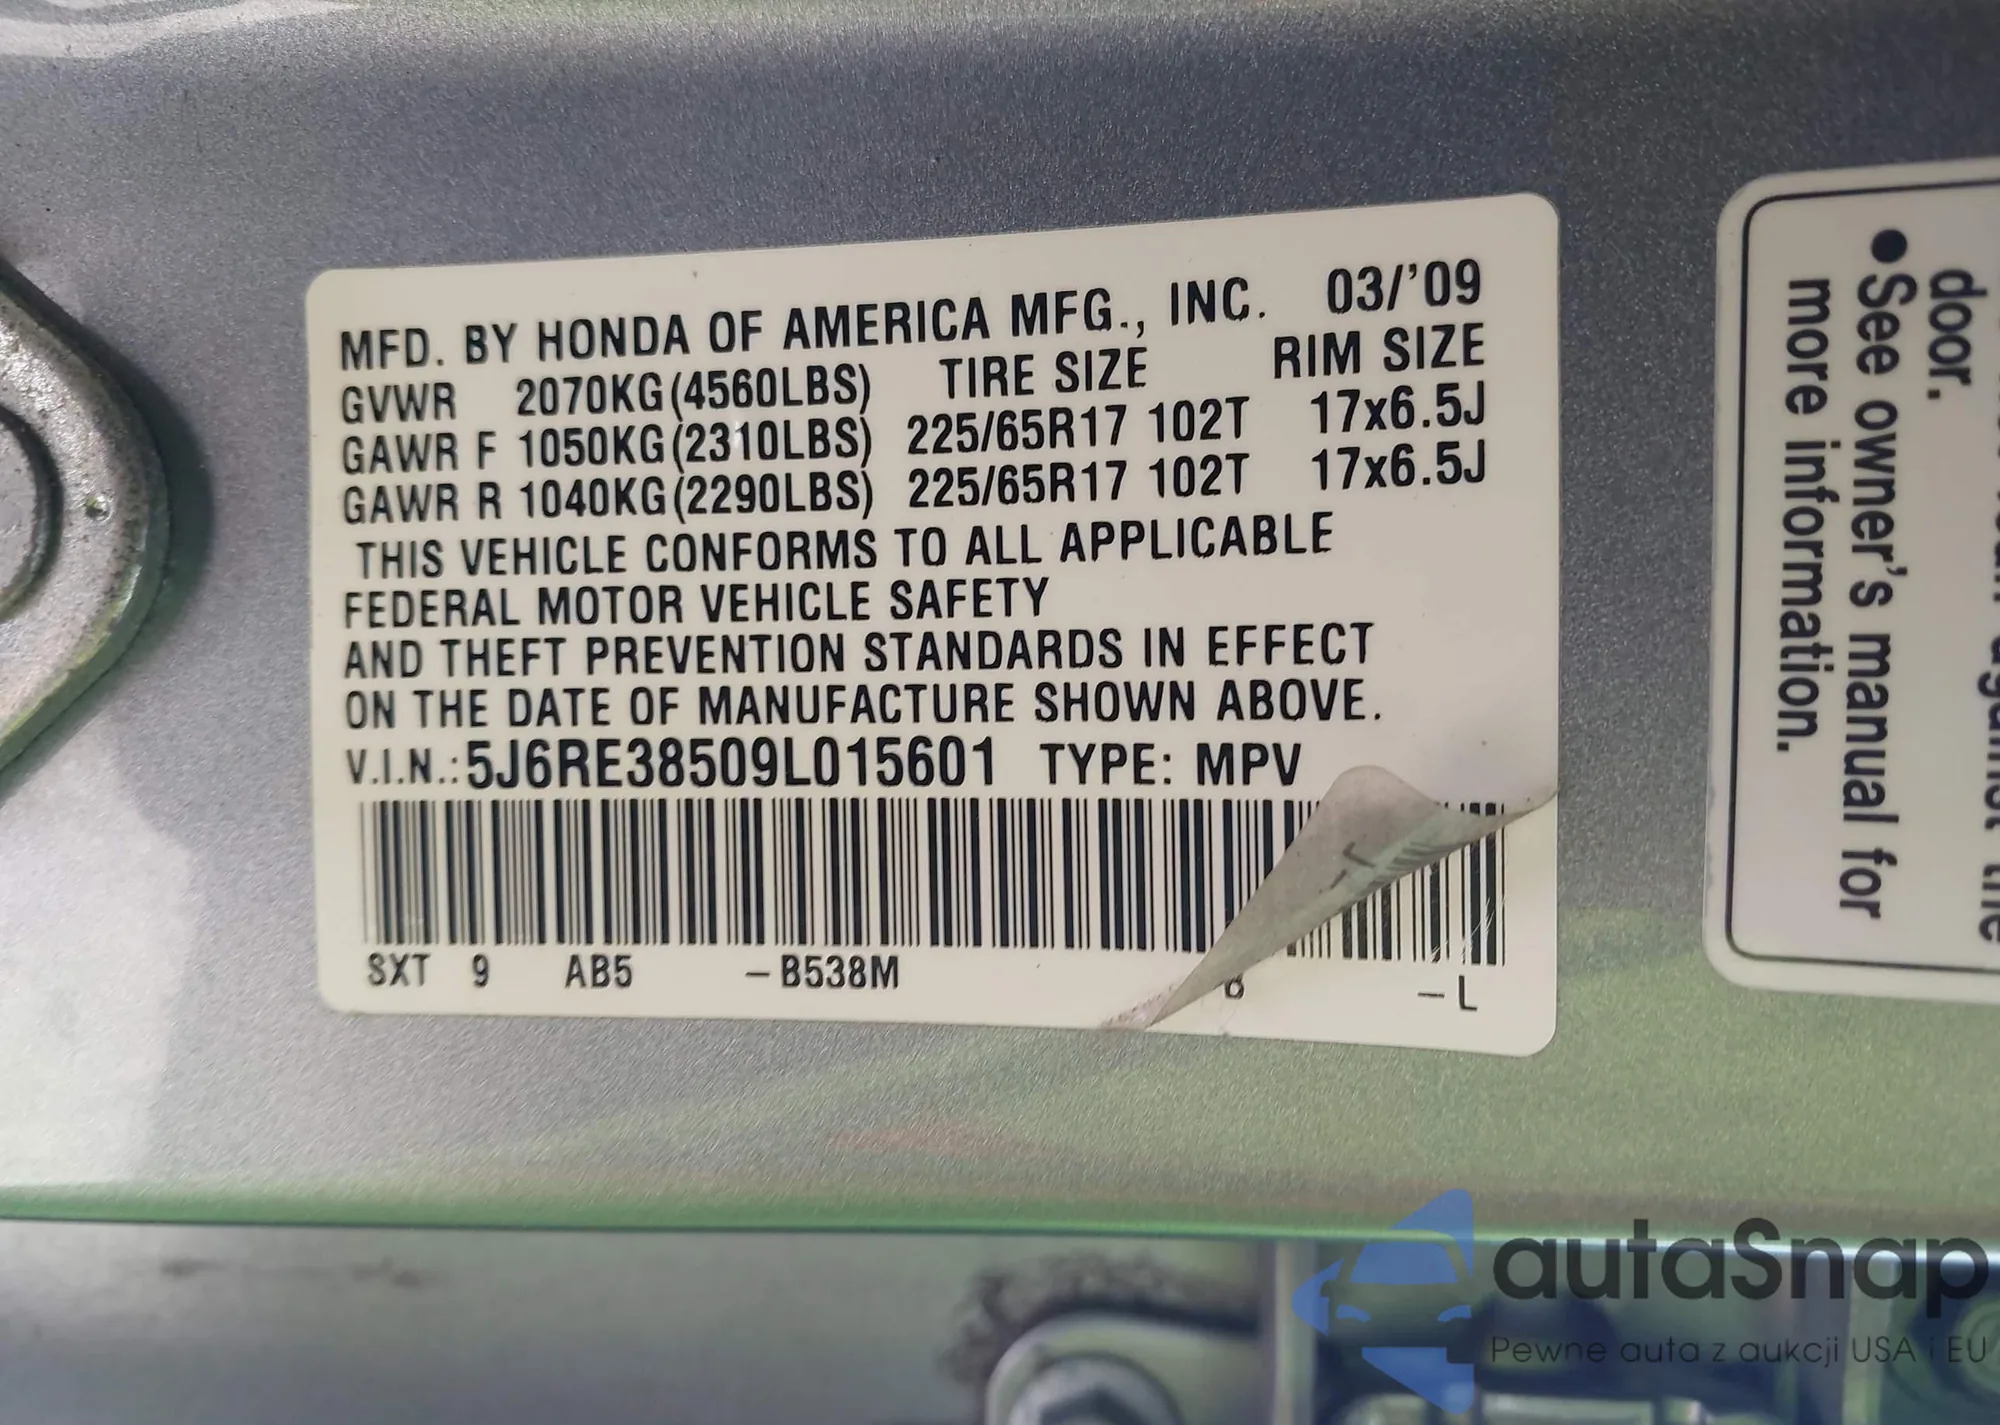 MFD. BY HONDA OF AMERICA MFG., INC. 03/'09
GVWR 2070KG(4560LBS) TIRE SIZE RIM SIZE
GAWR F 1050KG(2310LBS) 225/65R17 102T 17x6.5J
GAWR R 1040KG(2290LBS) 225/65R17 102T 17x6.5J
THIS VEHICLE CONFORMS TO ALL APPLICABLE
FEDERAL MOTOR VEHICLE SAFETY
AND THEFT PREVENTION STANDARDS IN EFFECT
ON THE DATE OF MANUFACTURE SHOWN ABOVE.
V.I.N.:5J6RE38509L015601 TYPE: MPV
SXT 9 AB5 –B538M –L
door.
●See owner's manual for
more information.
autaSnap
Pewne auta z aukcji USA i EU